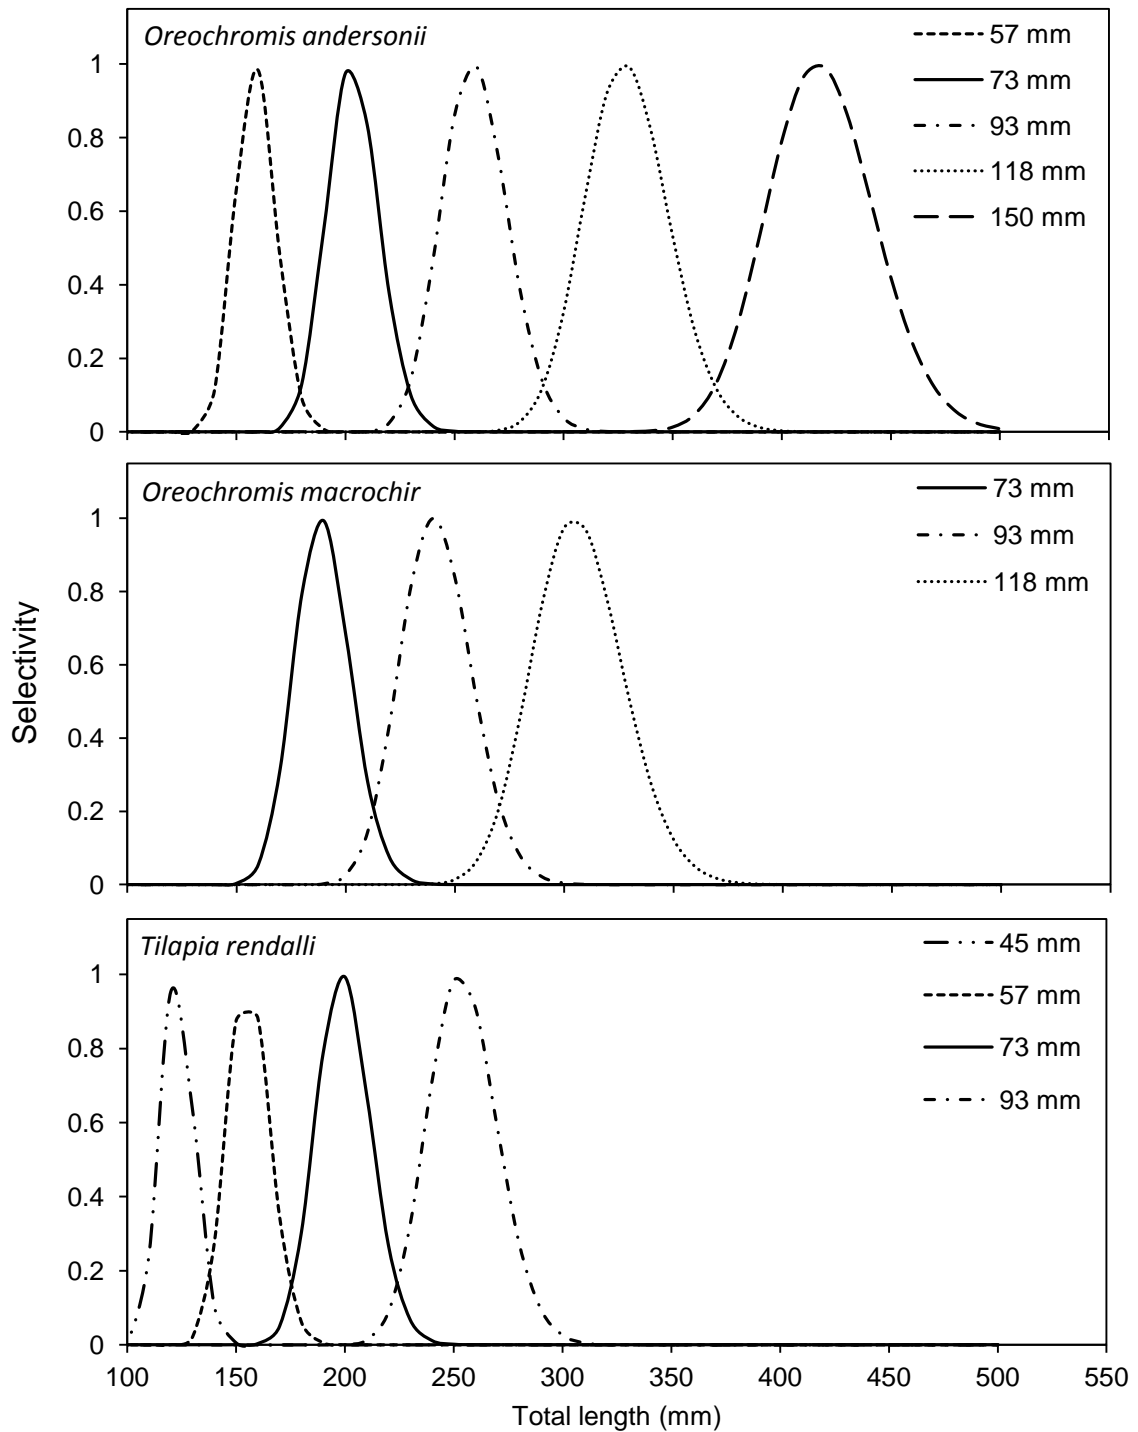 Oreochromis andersonii
57 mm
73 mm
93 mm
118 mm
150 mm
1
0.8
0.6
0.4
0.2
0
Oreochromis macrochir
73 mm
93 mm
118 mm
1
0.8
0.6
0.4
0.2
0
Selectivity
Tilapia rendalli
45 mm
57 mm
73 mm
93 mm
1
0.8
0.6
0.4
0.2
0
100 150 200 250 300 350 400 450 500 550
Total length (mm)